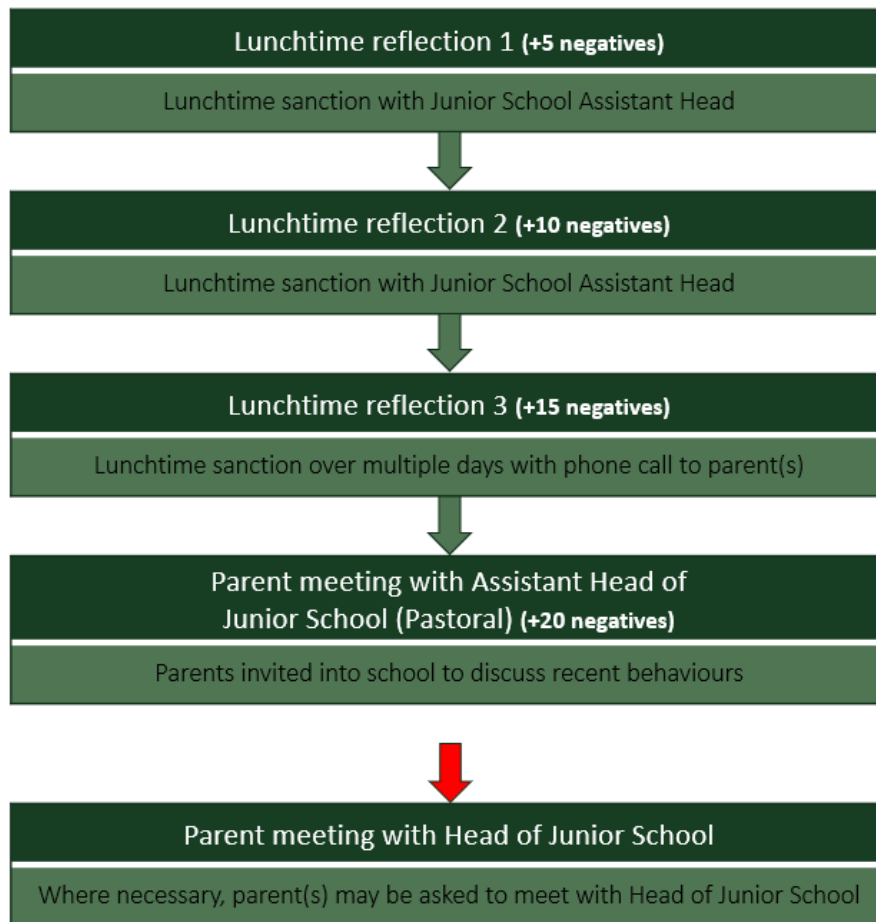 Lunchtime reflection 1 (+5 negatives)
Lunchtime sanction with Junior School Assistant Head
Lunchtime reflection 2 (+10 negatives)
Lunchtime sanction with Junior School Assistant Head
Lunchtime reflection 3 (+15 negatives)
Lunchtime sanction over multiple days with phone call to parent(s)
Parent meeting with Assistant Head of
Junior School (Pastoral) (+20 negatives)
Parents invited into school to discuss recent behaviours
Parent meeting with Head of Junior School
Where necessary, parent(s) may be asked to meet with Head of Junior School